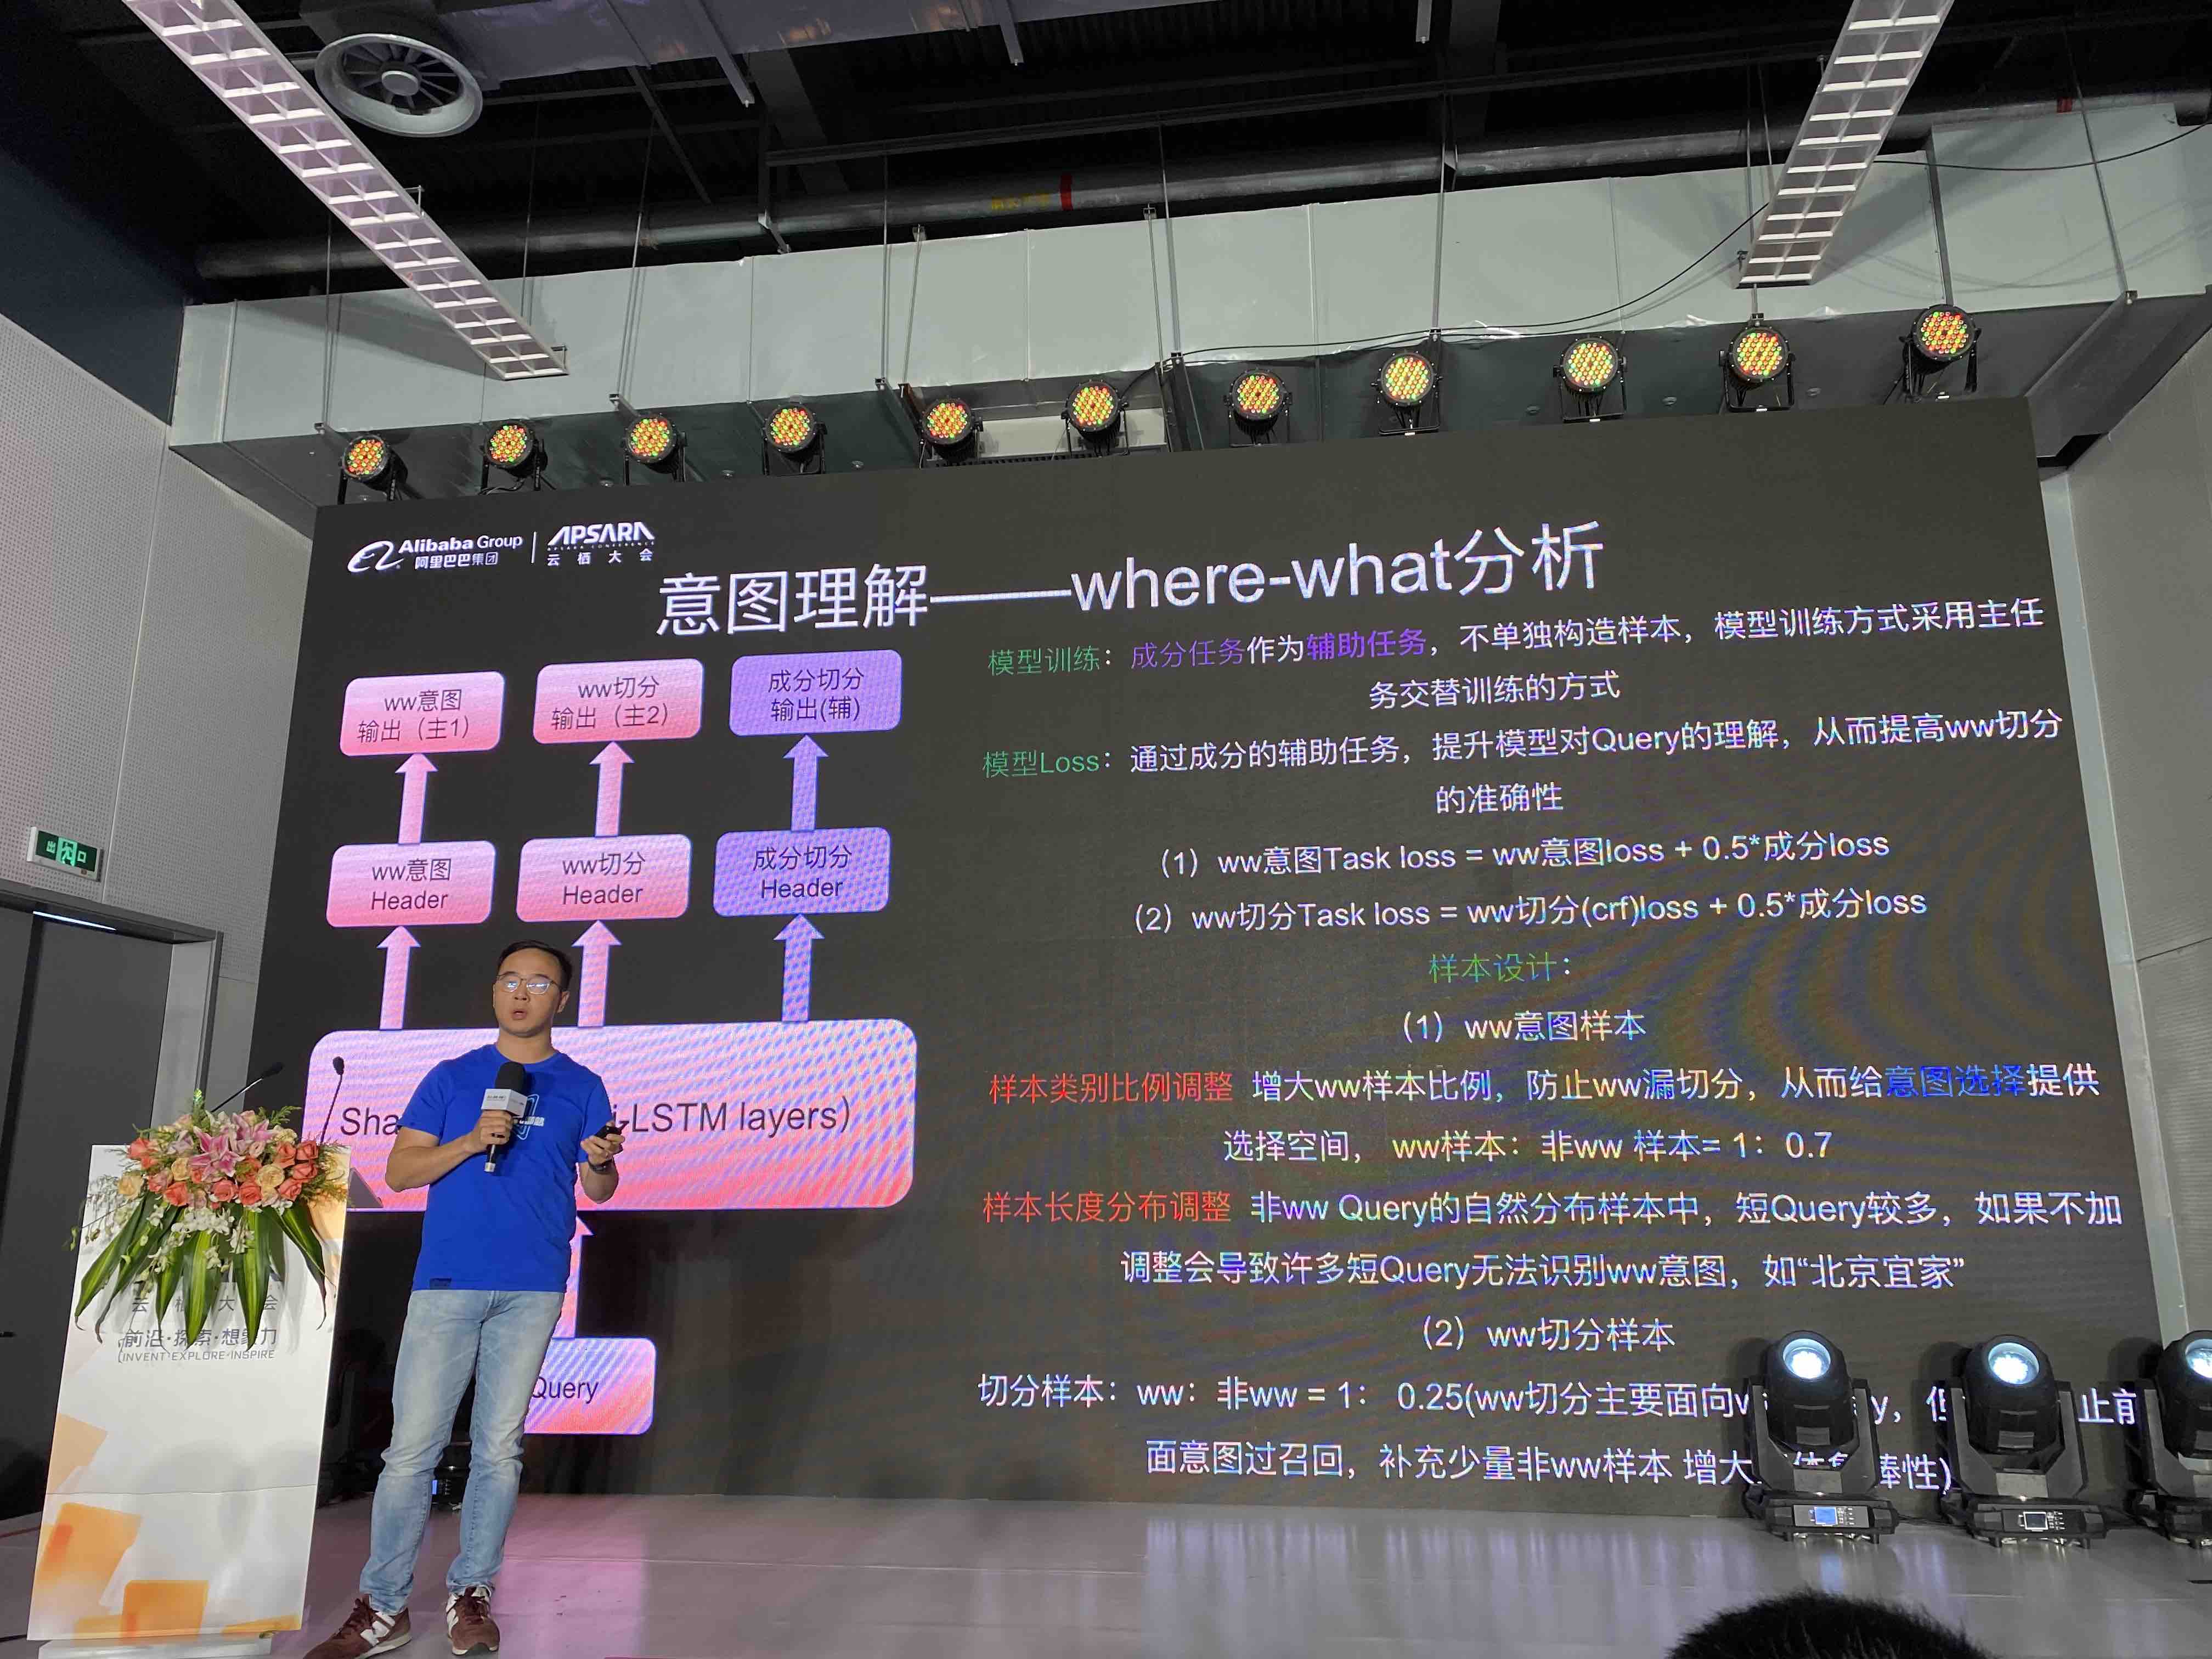 Alibaba Group
阿里巴巴集团
APSARA
APSARA CONFERENCE
云栖大会
意图理解——where-what分析
ww意图
输出（主1）
ww切分
输出（主2）
成分切分
输出(辅)
ww意图
Header
ww切分
Header
成分切分
Header
LSTM layers）
Query
模型训练：成分任务作为辅助任务，不单独构造样本，模型训练方式采用主任
务交替训练的方式
模型Loss：通过成分的辅助任务，提升模型对Query的理解，从而提高ww切分
的准确性
（1）ww意图Task loss = ww意图loss + 0.5*成分loss
（2）ww切分Task loss = ww切分(crf)loss + 0.5*成分loss
样本设计：
（1）ww意图样本
样本类别比例调整 增大ww样本比例，防止ww漏切分，从而给意图选择提供
选择空间， ww样本：非ww 样本= 1：0.7
样本长度分布调整 非ww Query的自然分布样本中，短Query较多，如果不加
调整会导致许多短Query无法识别ww意图，如“北京宜家”
（2）ww切分样本
切分样本：ww：非ww = 1： 0.25(ww切分主要面向
面意图过召回，补充少量非ww样本 增大 棒性)
出口
云栖大会
前沿·探索·想象力
INVENT·EXPLORE·INSPIRE